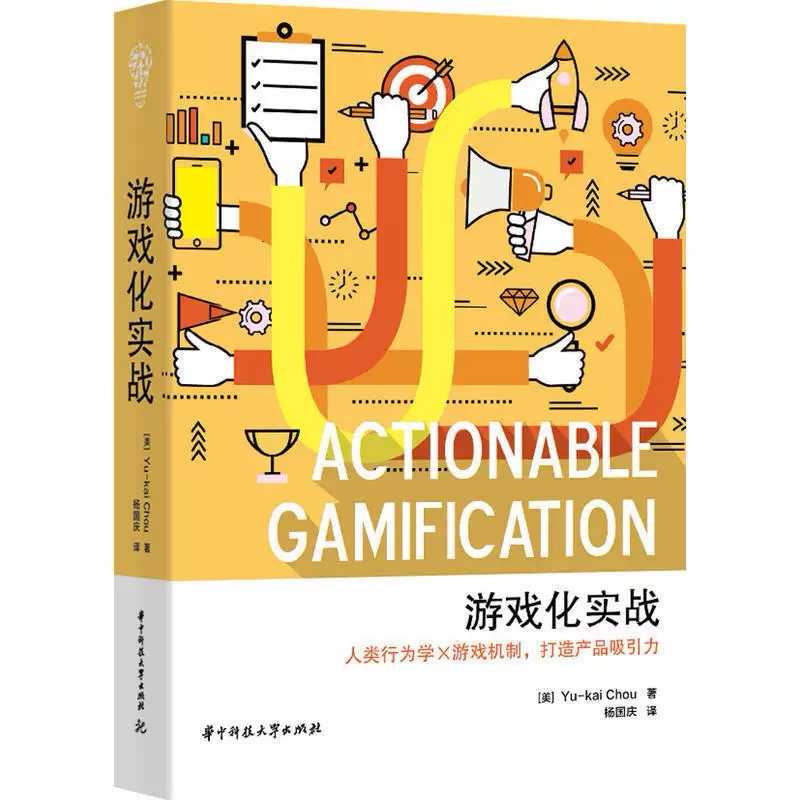 游戏化实战
[美] Yu-kai Chou 著
杨国庆 译
华中科技大学出版社
ACTIONABLE
GAMIFICATION
游戏化实战
人类行为学×游戏机制，打造产品吸引力
[美] Yu-kai Chou 著
杨国庆 译
华中科技大学出版社